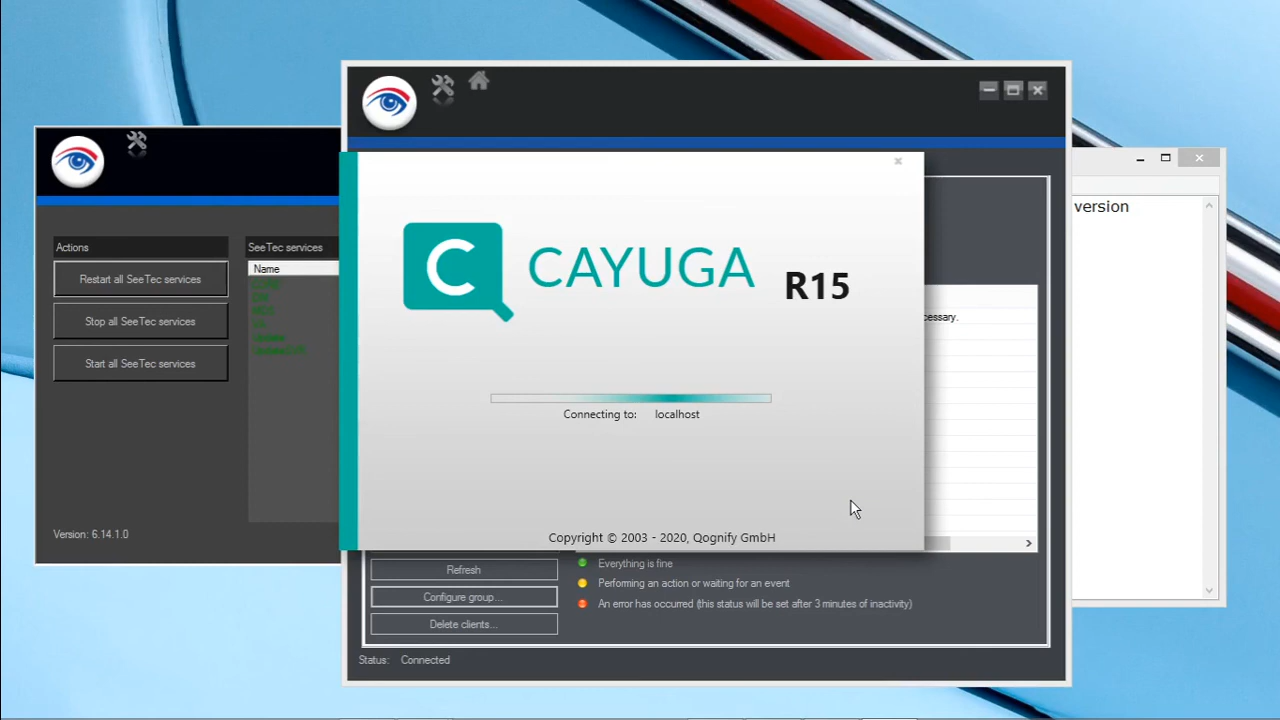 version
Actions
Restart all SeeTec services
Stop all SeeTec services
Start all SeeTec services
Version: 6.14.1.0
SeeTec services
Name
C
CAYUGA
R15
Connecting to: localhost
Copyright © 2003 - 2020, Qognify GmbH
cessary.
Refresh
Configure group...
Delete clients...
Everything is fine
Performing an action or waiting for an event
An error has occurred (this status will be set after 3 minutes of inactivity)
Status: Connected